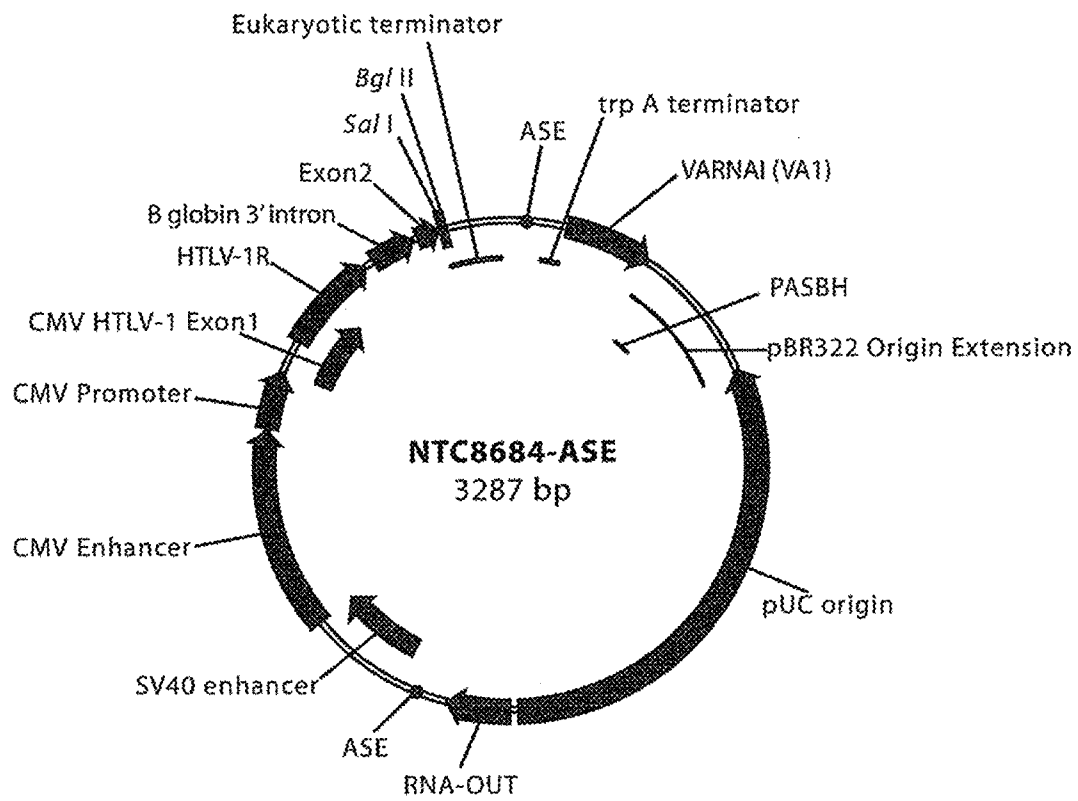 Eukaryotic terminator
Bgl II
Sal I
ASE
trp A terminator
VARNAI (VA1)
Exon2
B globin 3' intron
HTLV-1R
CMV HTLV-1 Exon1
PASBH
pBR322 Origin Extension
CMV Promoter
NTC8684-ASE
3287 bp
CMV Enhancer
pUC origin
SV40 enhancer
ASE
RNA-OUT